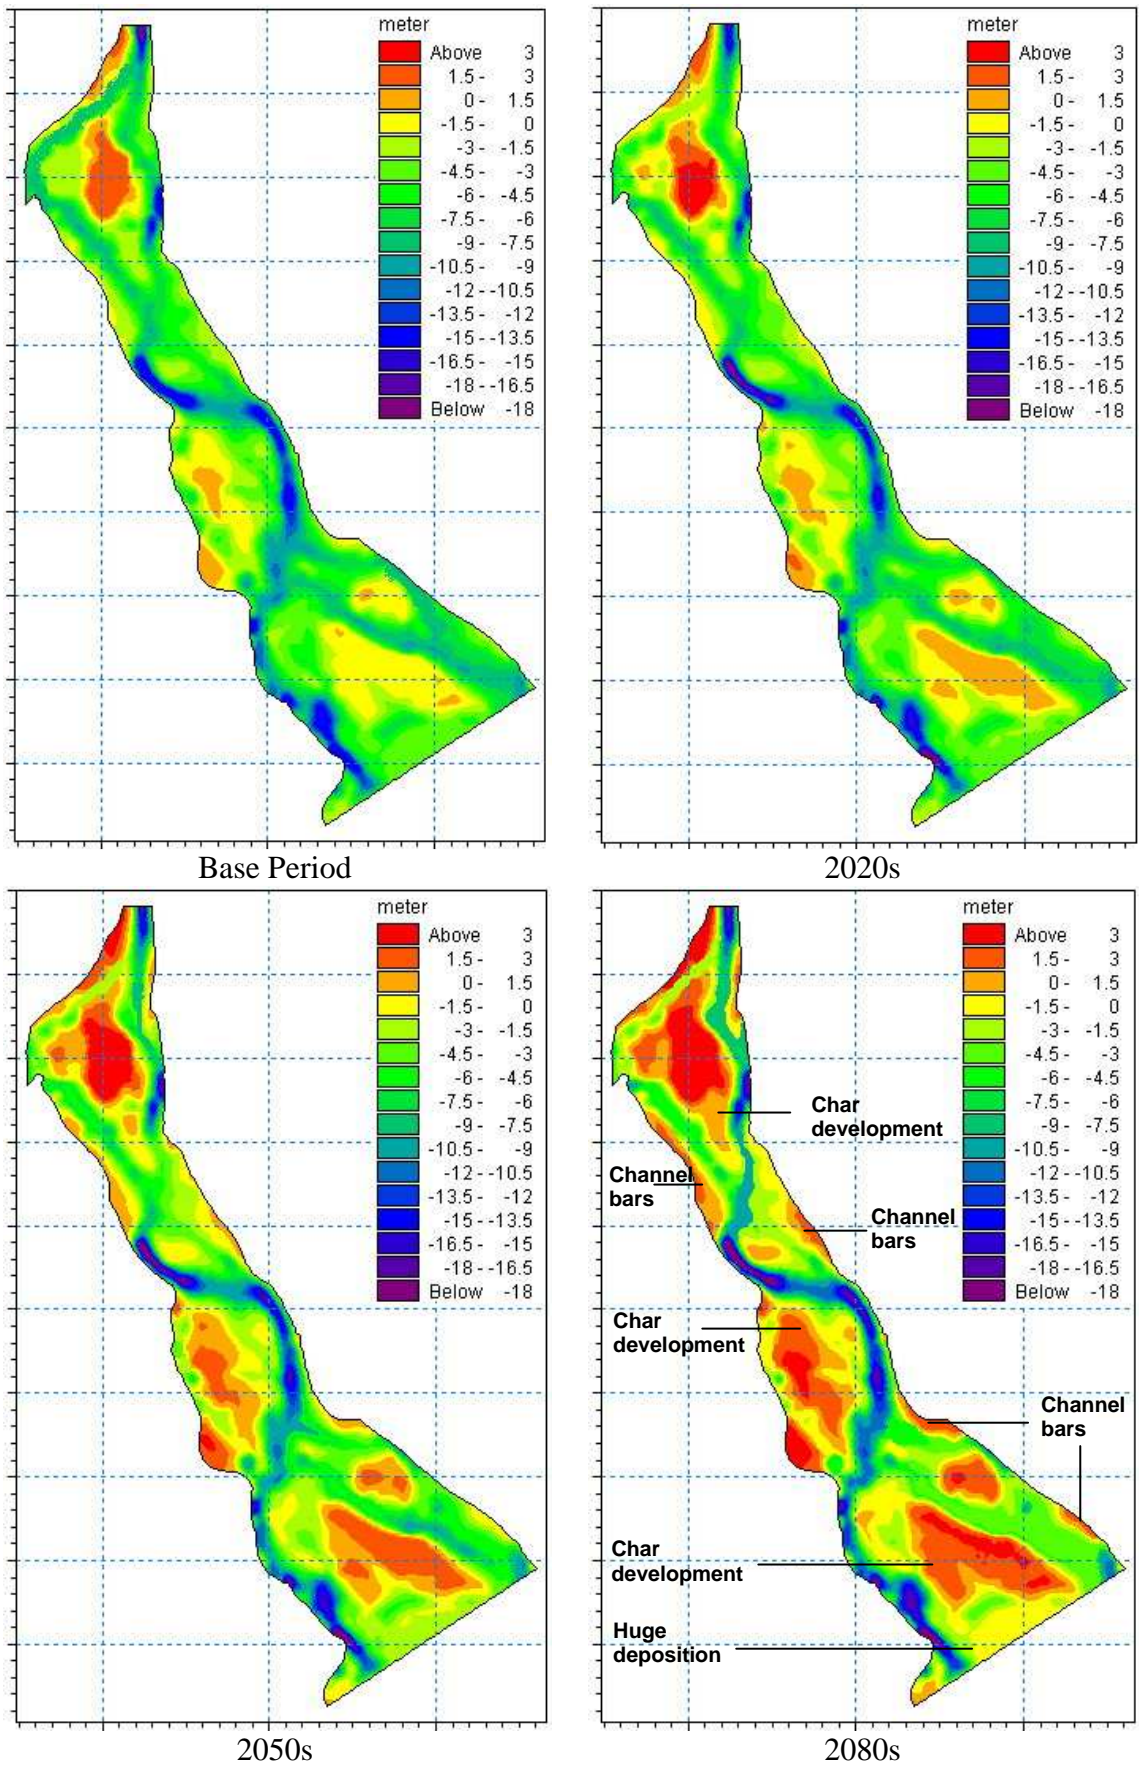 meter
Above 3
1.5 - 3
0 - 1.5
-1.5 - 0
-3 - -1.5
-4.5 - -3
-6 - -4.5
-7.5 - -6
-9 - -7.5
-10.5 - -9
-12 - -10.5
-13.5 - -12
-15 - -13.5
-16.5 - -15
-18 - -16.5
Below -18
Base Period
meter
Above 3
1.5 - 3
0 - 1.5
-1.5 - 0
-3 - -1.5
-4.5 - -3
-6 - -4.5
-7.5 - -6
-9 - -7.5
-10.5 - -9
-12 - -10.5
-13.5 - -12
-15 - -13.5
-16.5 - -15
-18 - -16.5
Below -18
2020s
meter
Above 3
1.5 - 3
0 - 1.5
-1.5 - 0
-3 - -1.5
-4.5 - -3
-6 - -4.5
-7.5 - -6
-9 - -7.5
-10.5 - -9
-12 - -10.5
-13.5 - -12
-15 - -13.5
-16.5 - -15
-18 - -16.5
Below -18
2050s
meter
Above 3
1.5 - 3
0 - 1.5
-1.5 - 0
-3 - -1.5
-4.5 - -3
-6 - -4.5
-7.5 - -6
-9 - -7.5
-10.5 - -9
-12 - -10.5
-13.5 - -12
-15 - -13.5
-16.5 - -15
-18 - -16.5
Below -18
Char
development
Channel
bars
Channel
bars
Char
development
Channel
bars
Char
development
Huge
deposition
2080s